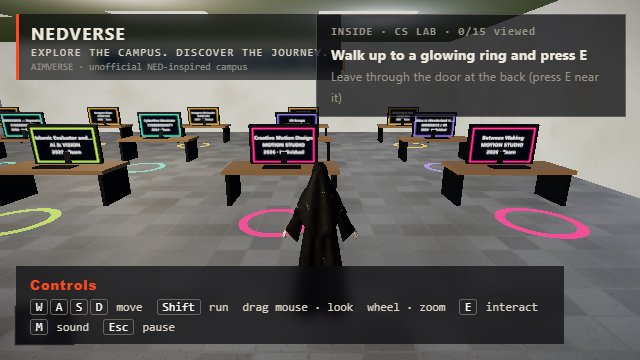 NEDVERSE
EXPLORE THE CAMPUS. DISCOVER THE JOURNEY.
AIMVERSE · unofficial NED-inspired campus
INSIDE · CS LAB · 0/15 viewed
Walk up to a glowing ring and press E
Leave through the door at the back (press E near
it)
Islamic Evaluator and...
AI & VISION
Creative Motion Design
MOTION STUDIO
Between Waking
MOTION STUDIO
Controls
W A S D move Shift run drag mouse · look wheel · zoom E interact
M sound Esc pause